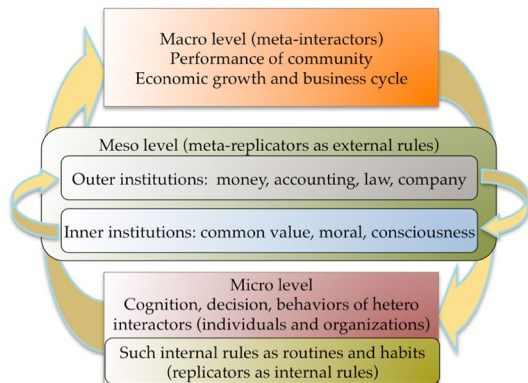 Macro level (meta-interactors)
Performance of community
Economic growth and business cycle
Meso level (meta-replicators as external rules)
Outer institutions: money, accounting, law, company
Inner institutions: common value, moral, consciousness
Micro level
Cognition, decision, behaviors of hetero
interactors (individuals and organizations)
Such internal rules as routines and habits
(replicators as internal rules)